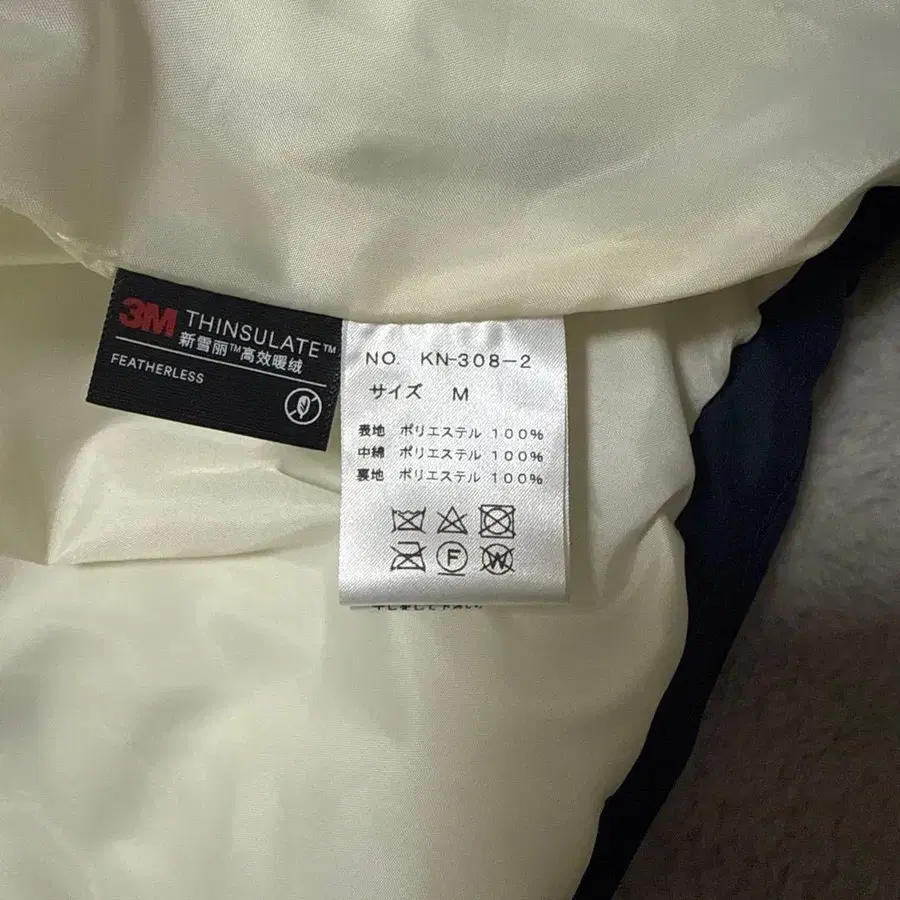 3M THINSULATE™
新雪丽™高效暖绒
FEATHERLESS
NO. KN-308-2
サイズ M
表地 ポリエステル 100%
中綿 ポリエステル 100%
裏地 ポリエステル 100%
F W